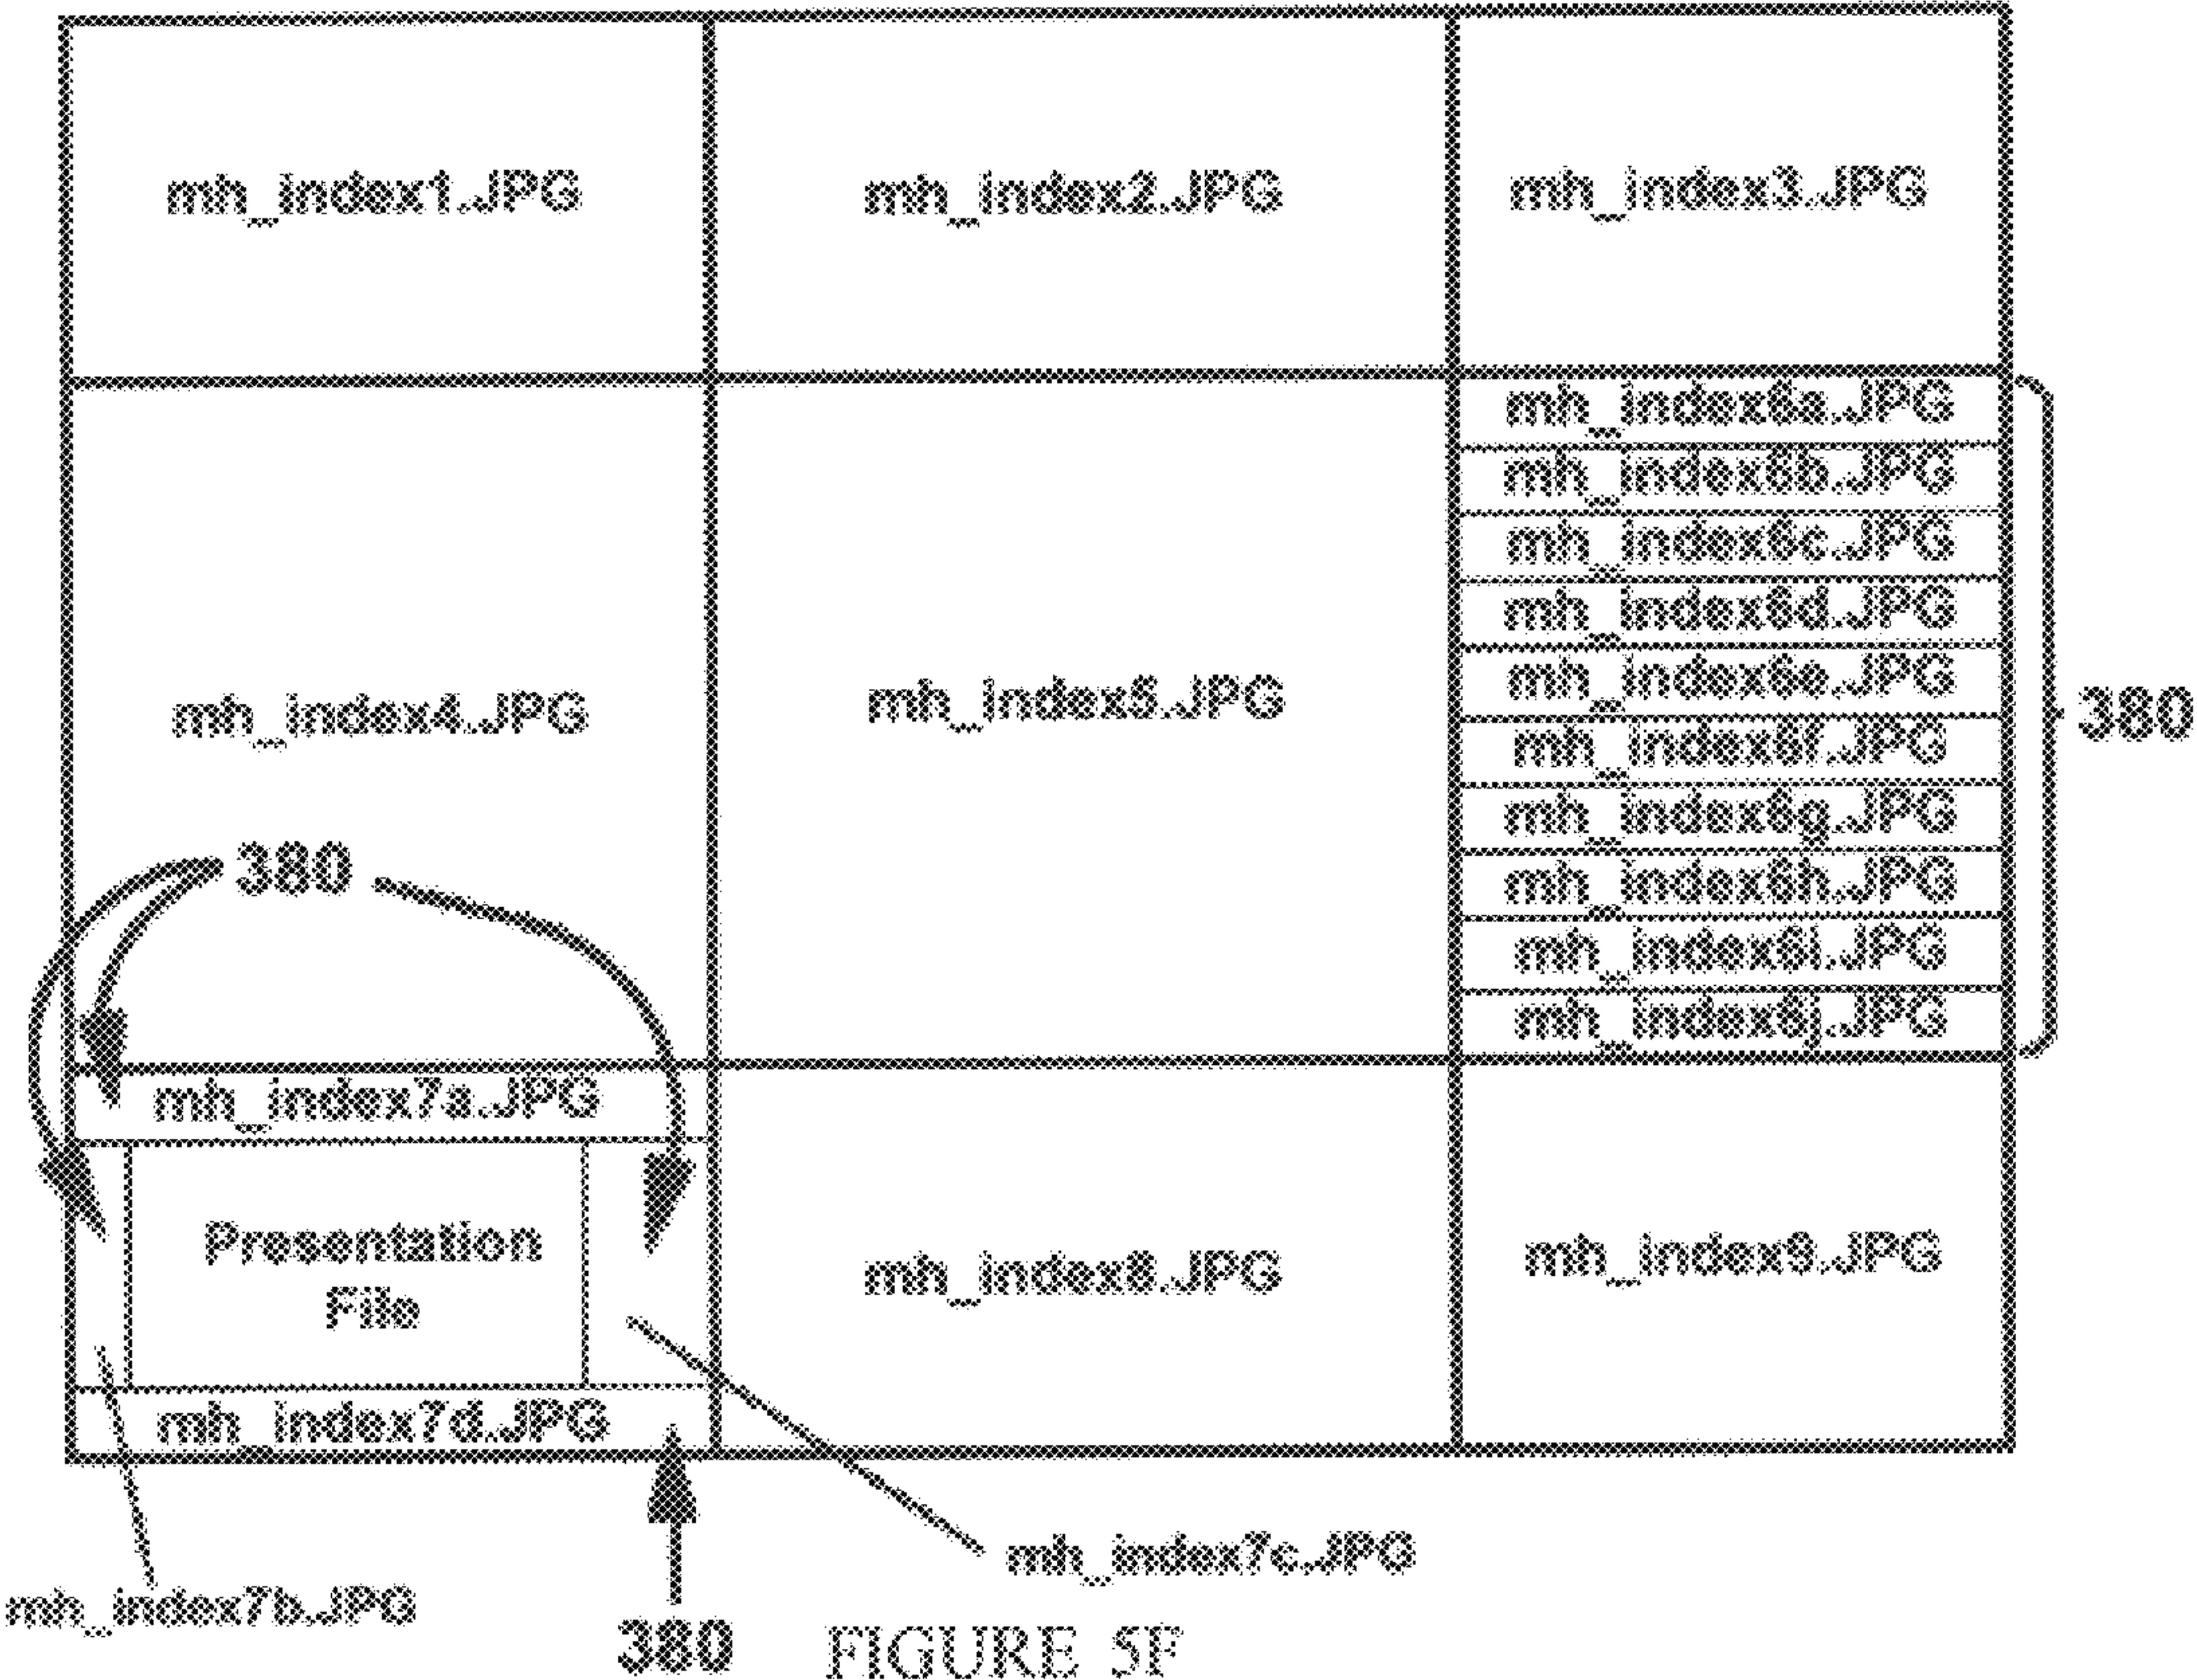 mh_index1.JPG
mh_index2.JPG
mh_index3.JPG
mh_index4.JPG
mh_index5.JPG
mh_index6a.JPG
mh_index6b.JPG
mh_index6c.JPG
mh_index6d.JPG
mh_index6e.JPG
mh_index6f.JPG
mh_index6g.JPG
mh_index6h.JPG
mh_index6i.JPG
mh_index6j.JPG
380
380
mh_index7a.JPG
Presentation
File
mh_index7d.JPG
mh_index8.JPG
mh_index9.JPG
mh_index7c.JPG
mh_index7b.JPG
380
FIGURE 5F